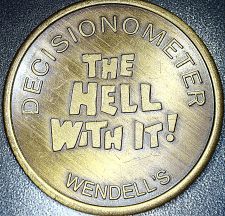 DECISIONOMETER
THE
HELL
WITH IT!
WENDELL'S